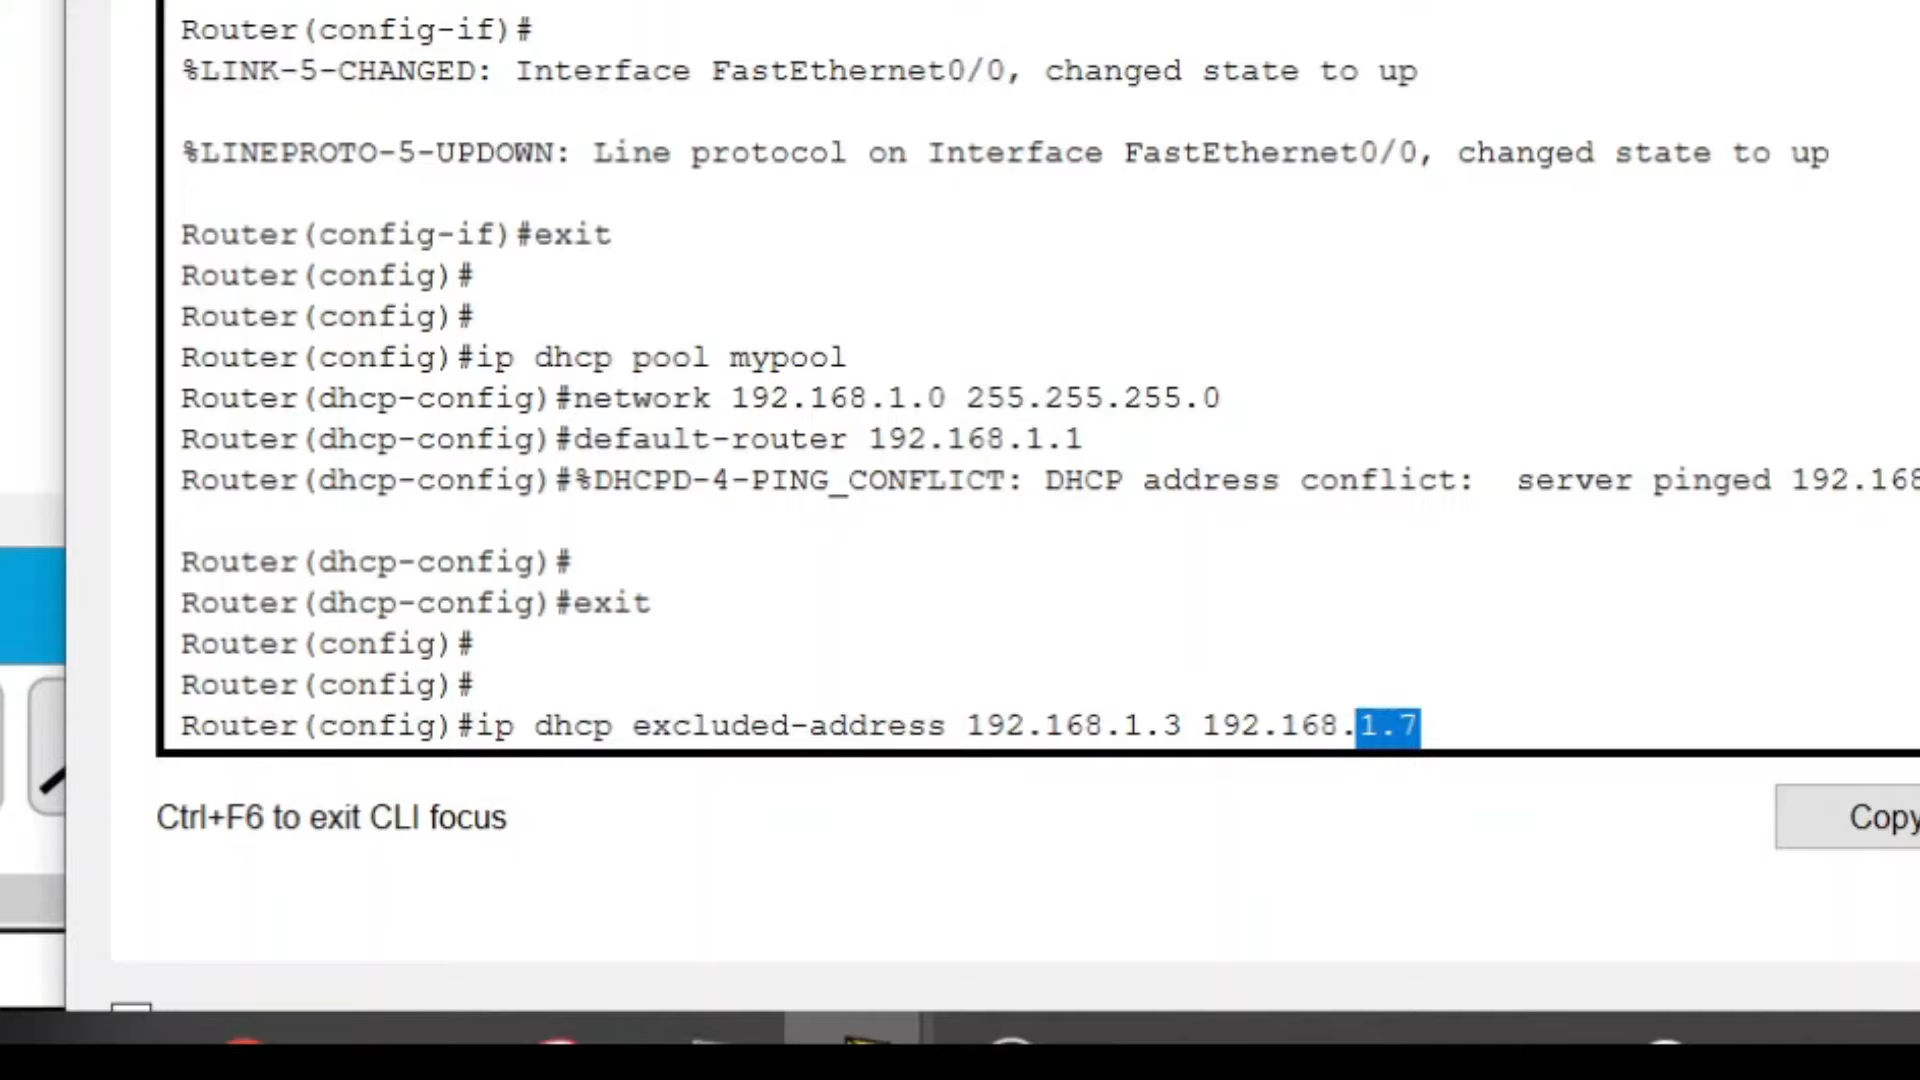 Router(config-if)#
%LINK-5-CHANGED: Interface FastEthernet0/0, changed state to up
%LINEPROTO-5-UPDOWN: Line protocol on Interface FastEthernet0/0, changed state to up
Router(config-if)#exit
Router(config)#
Router(config)#
Router(config)#ip dhcp pool mypool
Router(dhcp-config)#network 192.168.1.0 255.255.255.0
Router(dhcp-config)#default-router 192.168.1.1
Router(dhcp-config)#%DHCPD-4-PING_CONFLICT: DHCP address conflict:  server pinged 192.168
Router(dhcp-config)#
Router(dhcp-config)#exit
Router(config)#
Router(config)#
Router(config)#ip dhcp excluded-address 192.168.1.3 192.168.1.7
Ctrl+F6 to exit CLI focus
Copy